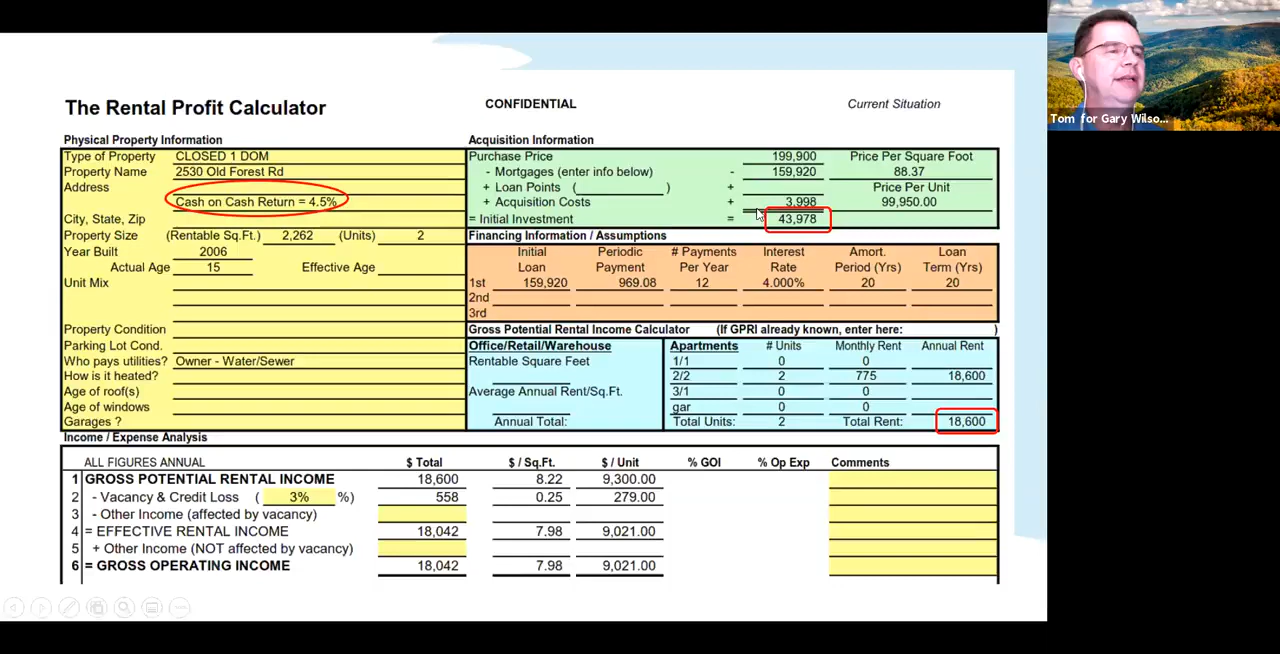 The Rental Profit Calculator
CONFIDENTIAL
Current Situation
Physical Property Information
Type of Property CLOSED 1 DOM
Property Name 2530 Old Forest Rd
Address
Cash on Cash Return = 4.5%
City, State, Zip
Property Size (Rentable Sq.Ft.) 2,262 (Units) 2
Year Built 2006
Actual Age 15 Effective Age
Unit Mix
Property Condition
Parking Lot Cond.
Who pays utilities? Owner - Water/Sewer
How is it heated?
Age of roof(s)
Age of windows
Garages ?
Acquisition Information
Purchase Price 199,900 Price Per Square Foot
- Mortgages (enter info below) - 159,920 88.37
+ Loan Points ( ) + Price Per Unit
+ Acquisition Costs + 3,998 99,950.00
= Initial Investment = 43,978
Financing Information / Assumptions
Initial Periodic # Payments Interest Amort. Loan
Loan Payment Per Year Rate Period (Yrs) Term (Yrs)
1st 159,920 969.08 12 4.000% 20 20
2nd
3rd
Gross Potential Rental Income Calculator (If GPRI already known, enter here: )
Office/Retail/Warehouse
Rentable Square Feet
Average Annual Rent/Sq.Ft.
Annual Total:
Apartments # Units Monthly Rent Annual Rent
1/1 0 0
2/2 2 775 18,600
3/1 0 0
gar 0 0
Total Units: 2 Total Rent: 18,600
Income / Expense Analysis
ALL FIGURES ANNUAL $ Total $ / Sq.Ft. $ / Unit % GOI % Op Exp Comments
1 GROSS POTENTIAL RENTAL INCOME 18,600 8.22 9,300.00
2 - Vacancy & Credit Loss ( 3% %) 558 0.25 279.00
3 - Other Income (affected by vacancy)
4 = EFFECTIVE RENTAL INCOME 18,042 7.98 9,021.00
5 + Other Income (NOT affected by vacancy)
6 = GROSS OPERATING INCOME 18,042 7.98 9,021.00
Tom for Gary Wilso...